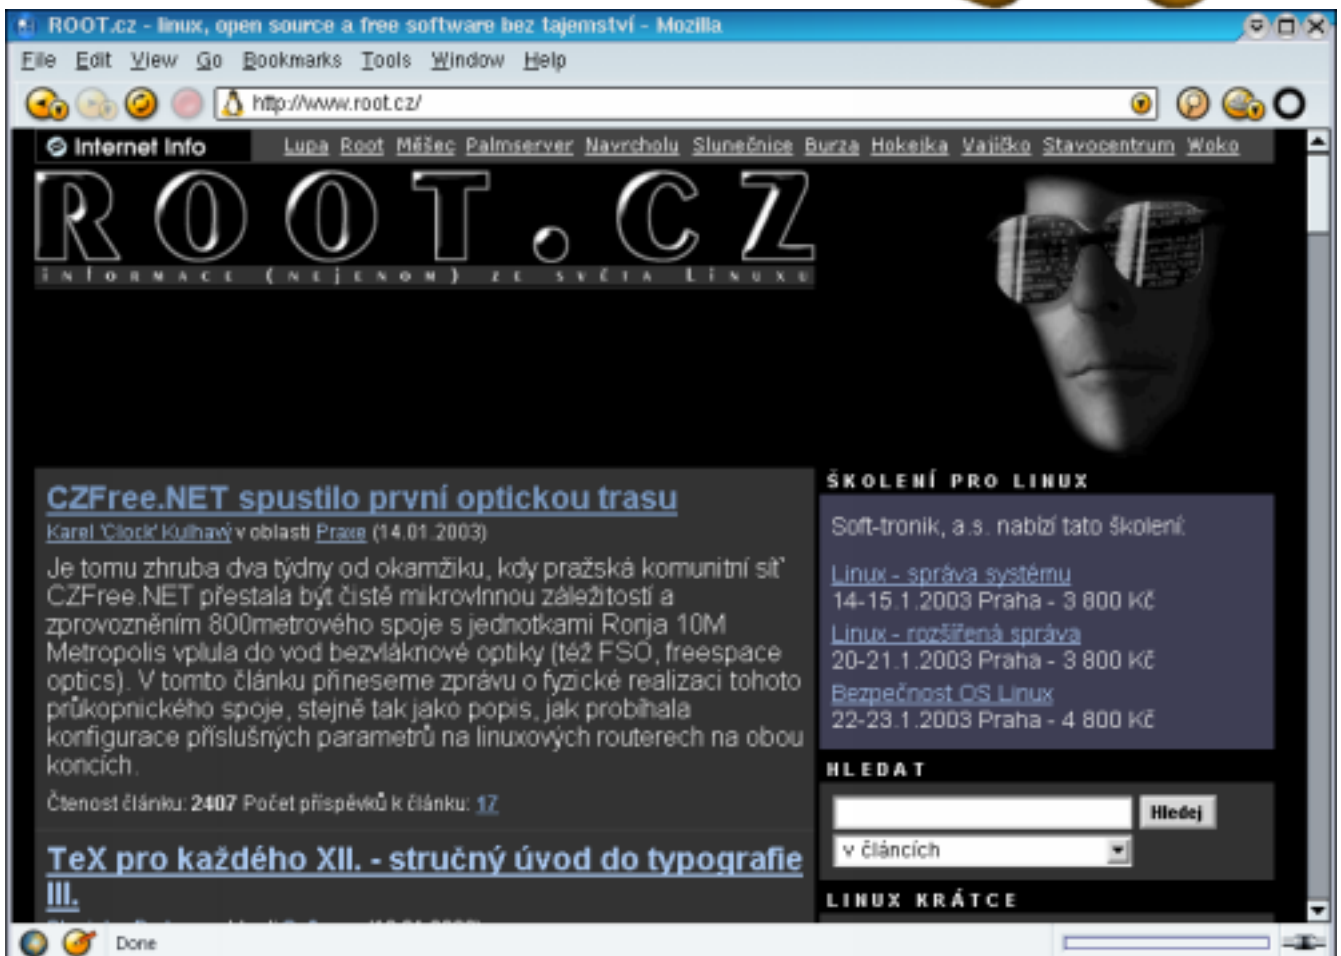 ROOT.cz - linux, open source a free software bez tajemství - Mozilla
File Edit View Go Bookmarks Tools Window Help
http://www.root.cz/
Internet Info Lupa Root Měšec Palmserver Navrcholu Slunečnice Burza Hokejka Vajíčko Stavocentrum Woko
ROOT.CZ
informace (nejenom) ze světa Linuxu
CZFree.NET spustilo první optickou trasu
Karel 'Clock' Kulhavý v oblasti Praxe (14.01.2003)
Je tomu zhruba dva týdny od okamžiku, kdy pražská komunitní síť
CZFree.NET přestala být čistě mikrovlnnou záležitostí a
zprovozněním 800metrového spoje s jednotkami Ronja 10M
Metropolis vplula do vod bezvláknové optiky (též FSO, freespace
optics). V tomto článku přineseme zprávu o fyzické realizaci tohoto
průkopnického spoje, stejně tak jako popis, jak probíhala
konfigurace příslušných parametrů na linuxových routerech na obou
koncích.
Čtenost článku: 2407 Počet příspěvků k článku: 17
TeX pro každého XII. - stručný úvod do typografie
III.
ŠKOLENÍ PRO LINUX
Soft-tronik, a.s. nabízí tato školení:
Linux - správa systému
14-15.1.2003 Praha - 3 800 Kč
Linux - rozšířená správa
20-21.1.2003 Praha - 3 800 Kč
Bezpečnost OS Linux
22-23.1.2003 Praha - 4 800 Kč
HLEDAT
Hledej
v článcích
LINUX KRÁTCE
Done